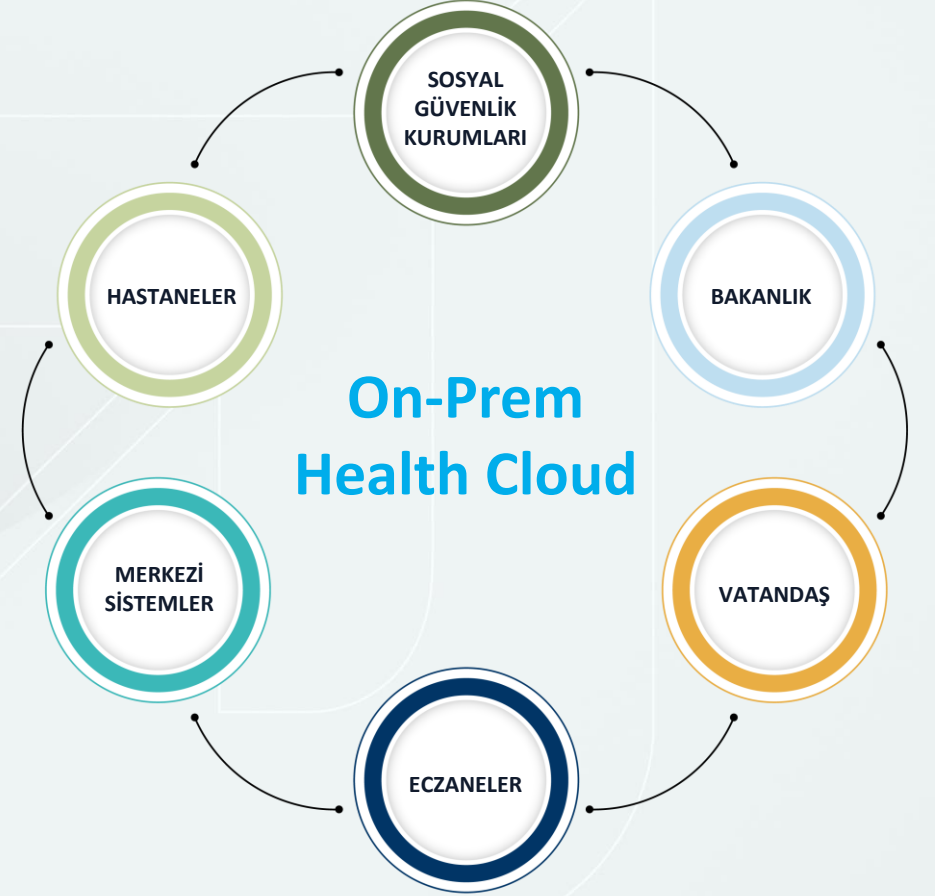 SOSYAL
GÜVENLİK
KURUMLARI
HASTANELER
BAKANLIK
On-Prem
Health Cloud
MERKEZİ
SİSTEMLER
VATANDAŞ
ECZANELER